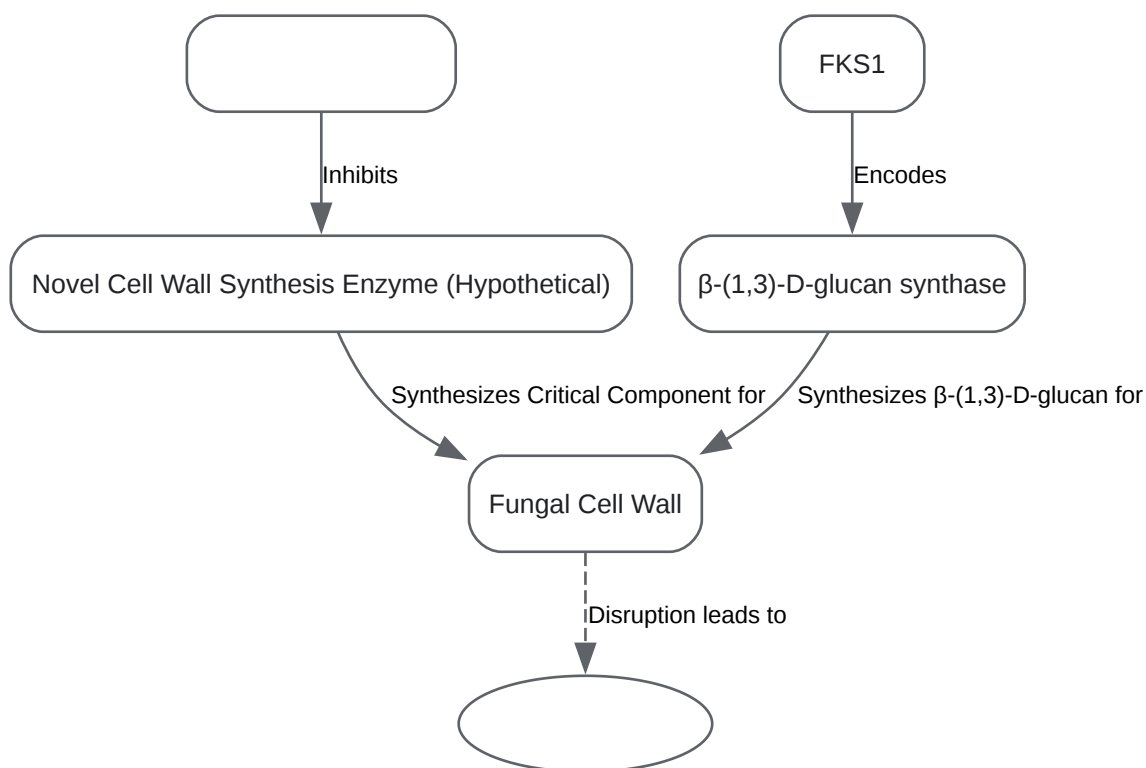 FKS1
Inhibits
Encodes
Novel Cell Wall Synthesis Enzyme (Hypothetical)
β-(1,3)-D-glucan synthase
Synthesizes Critical Component for
Synthesizes β-(1,3)-D-glucan for
Fungal Cell Wall
Disruption leads to